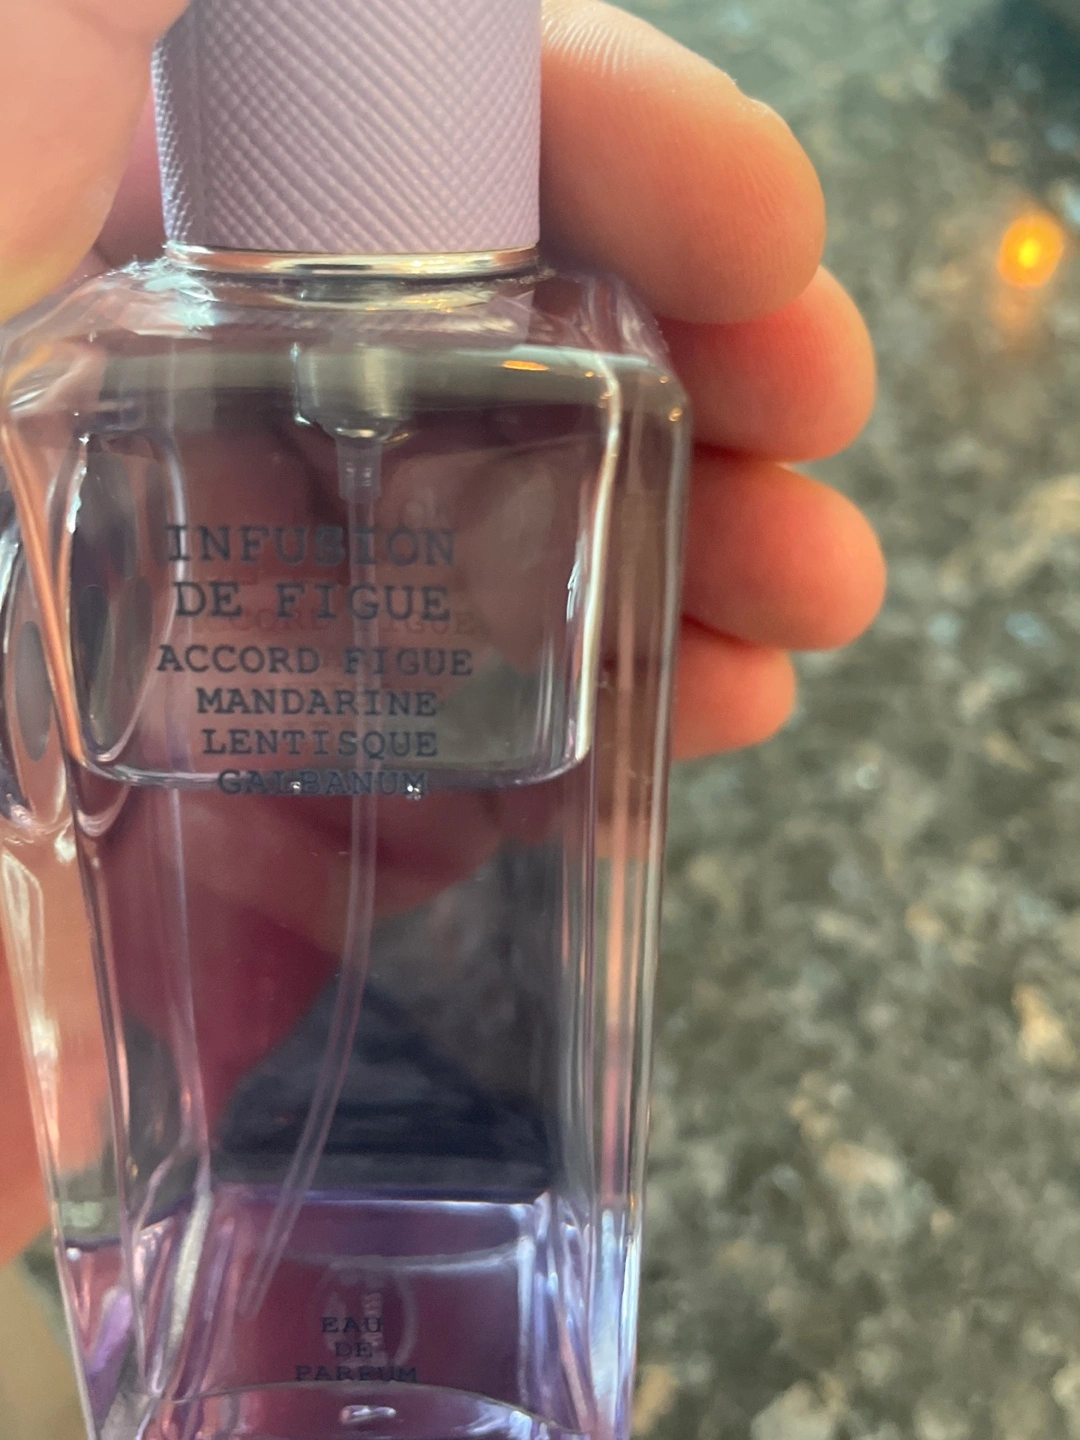 INFUSION
DE FIGUE
ACCORD FIGUE
MANDARINE
LENTISQUE
GALBANUM
EAU
DE
PARFUM